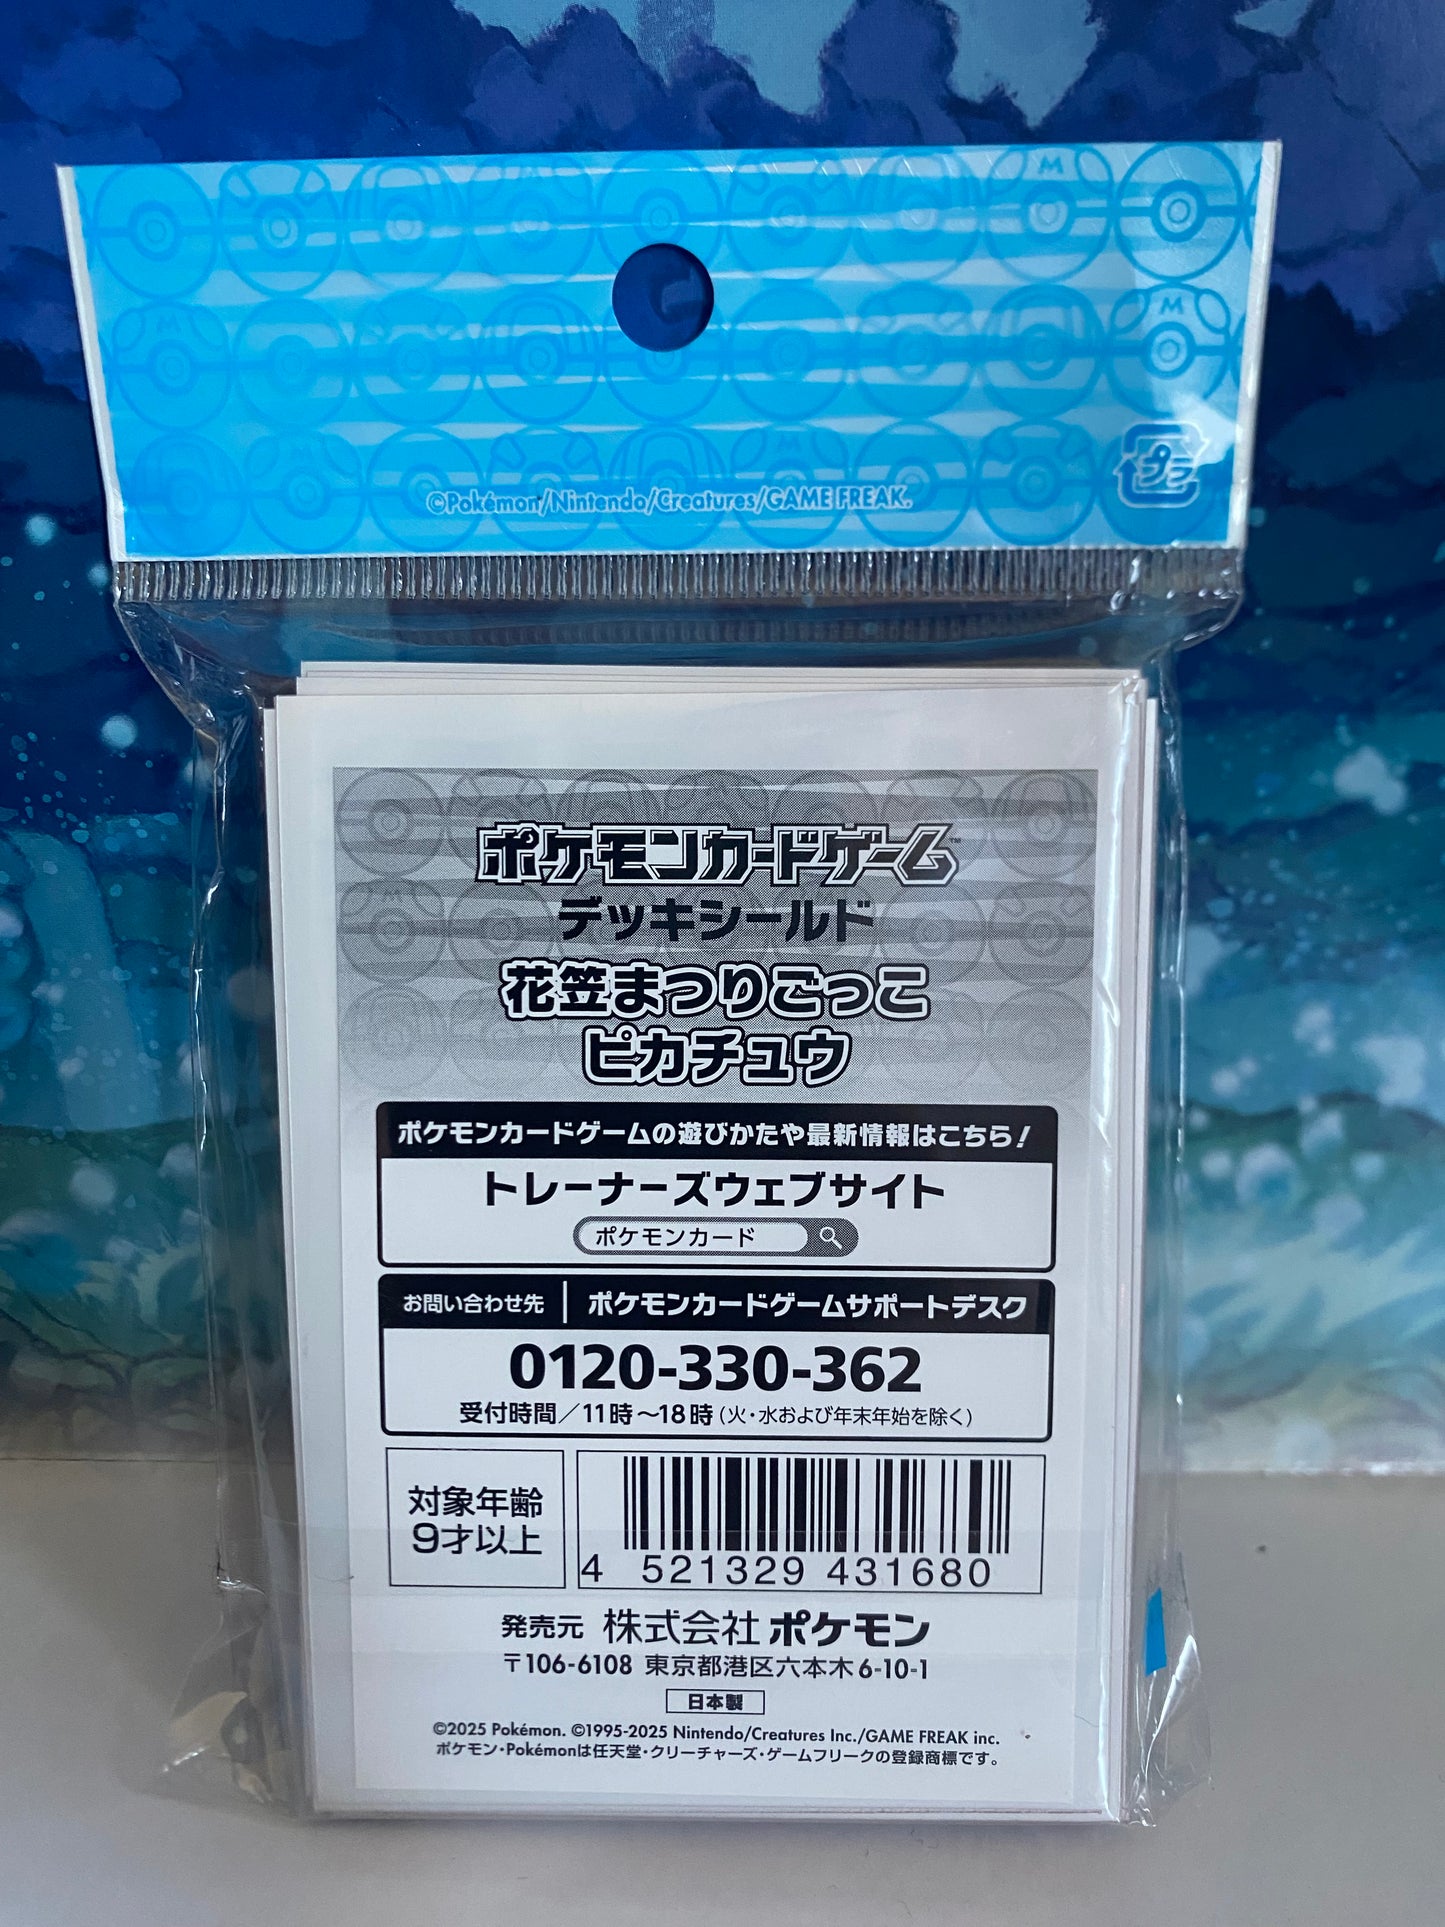 プラ
©Pokémon/Nintendo/Creatures/GAME FREAK.
ポケモンカードゲーム™
デッキシールド
花笠まつりごっこ
ピカチュウ
ポケモンカードゲームの遊びかたや最新情報はこちら!
トレーナーズウェブサイト
ポケモンカード
お問い合わせ先 | ポケモンカードゲームサポートデスク
0120-330-362
受付時間/11時~18時(火・水および年末年始を除く)
対象年齢
9才以上
4 521329 431680
発売元 株式会社ポケモン
〒106-6108 東京都港区六本木6-10-1
日本製
©2025 Pokémon. ©1995-2025 Nintendo/Creatures Inc./GAME FREAK inc.
ポケモン・Pokémonは任天堂・クリーチャーズ・ゲームフリークの登録商標です。